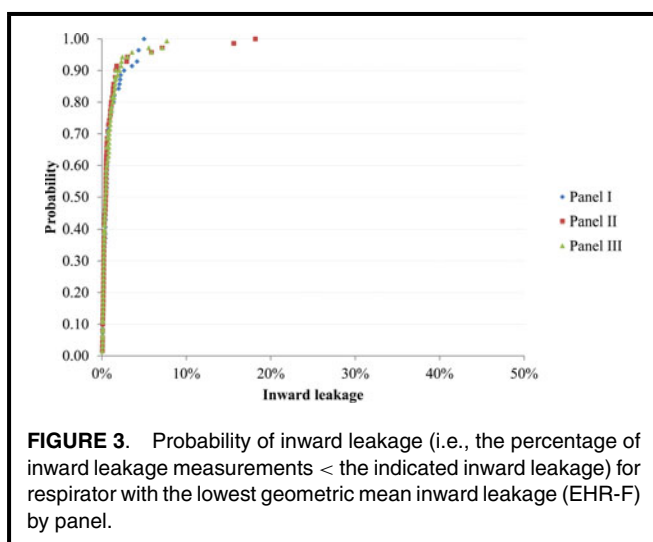 1.00
0.90
0.80
0.70
0.60
0.50
0.40
0.30
0.20
0.10
0.00
Probability
0% 10% 20% 30% 40% 50%
Inward leakage
Panel I
Panel II
Panel III
FIGURE 3. Probability of inward leakage (i.e., the percentage of
inward leakage measurements < the indicated inward leakage) for
respirator with the lowest geometric mean inward leakage (EHR-F)
by panel.